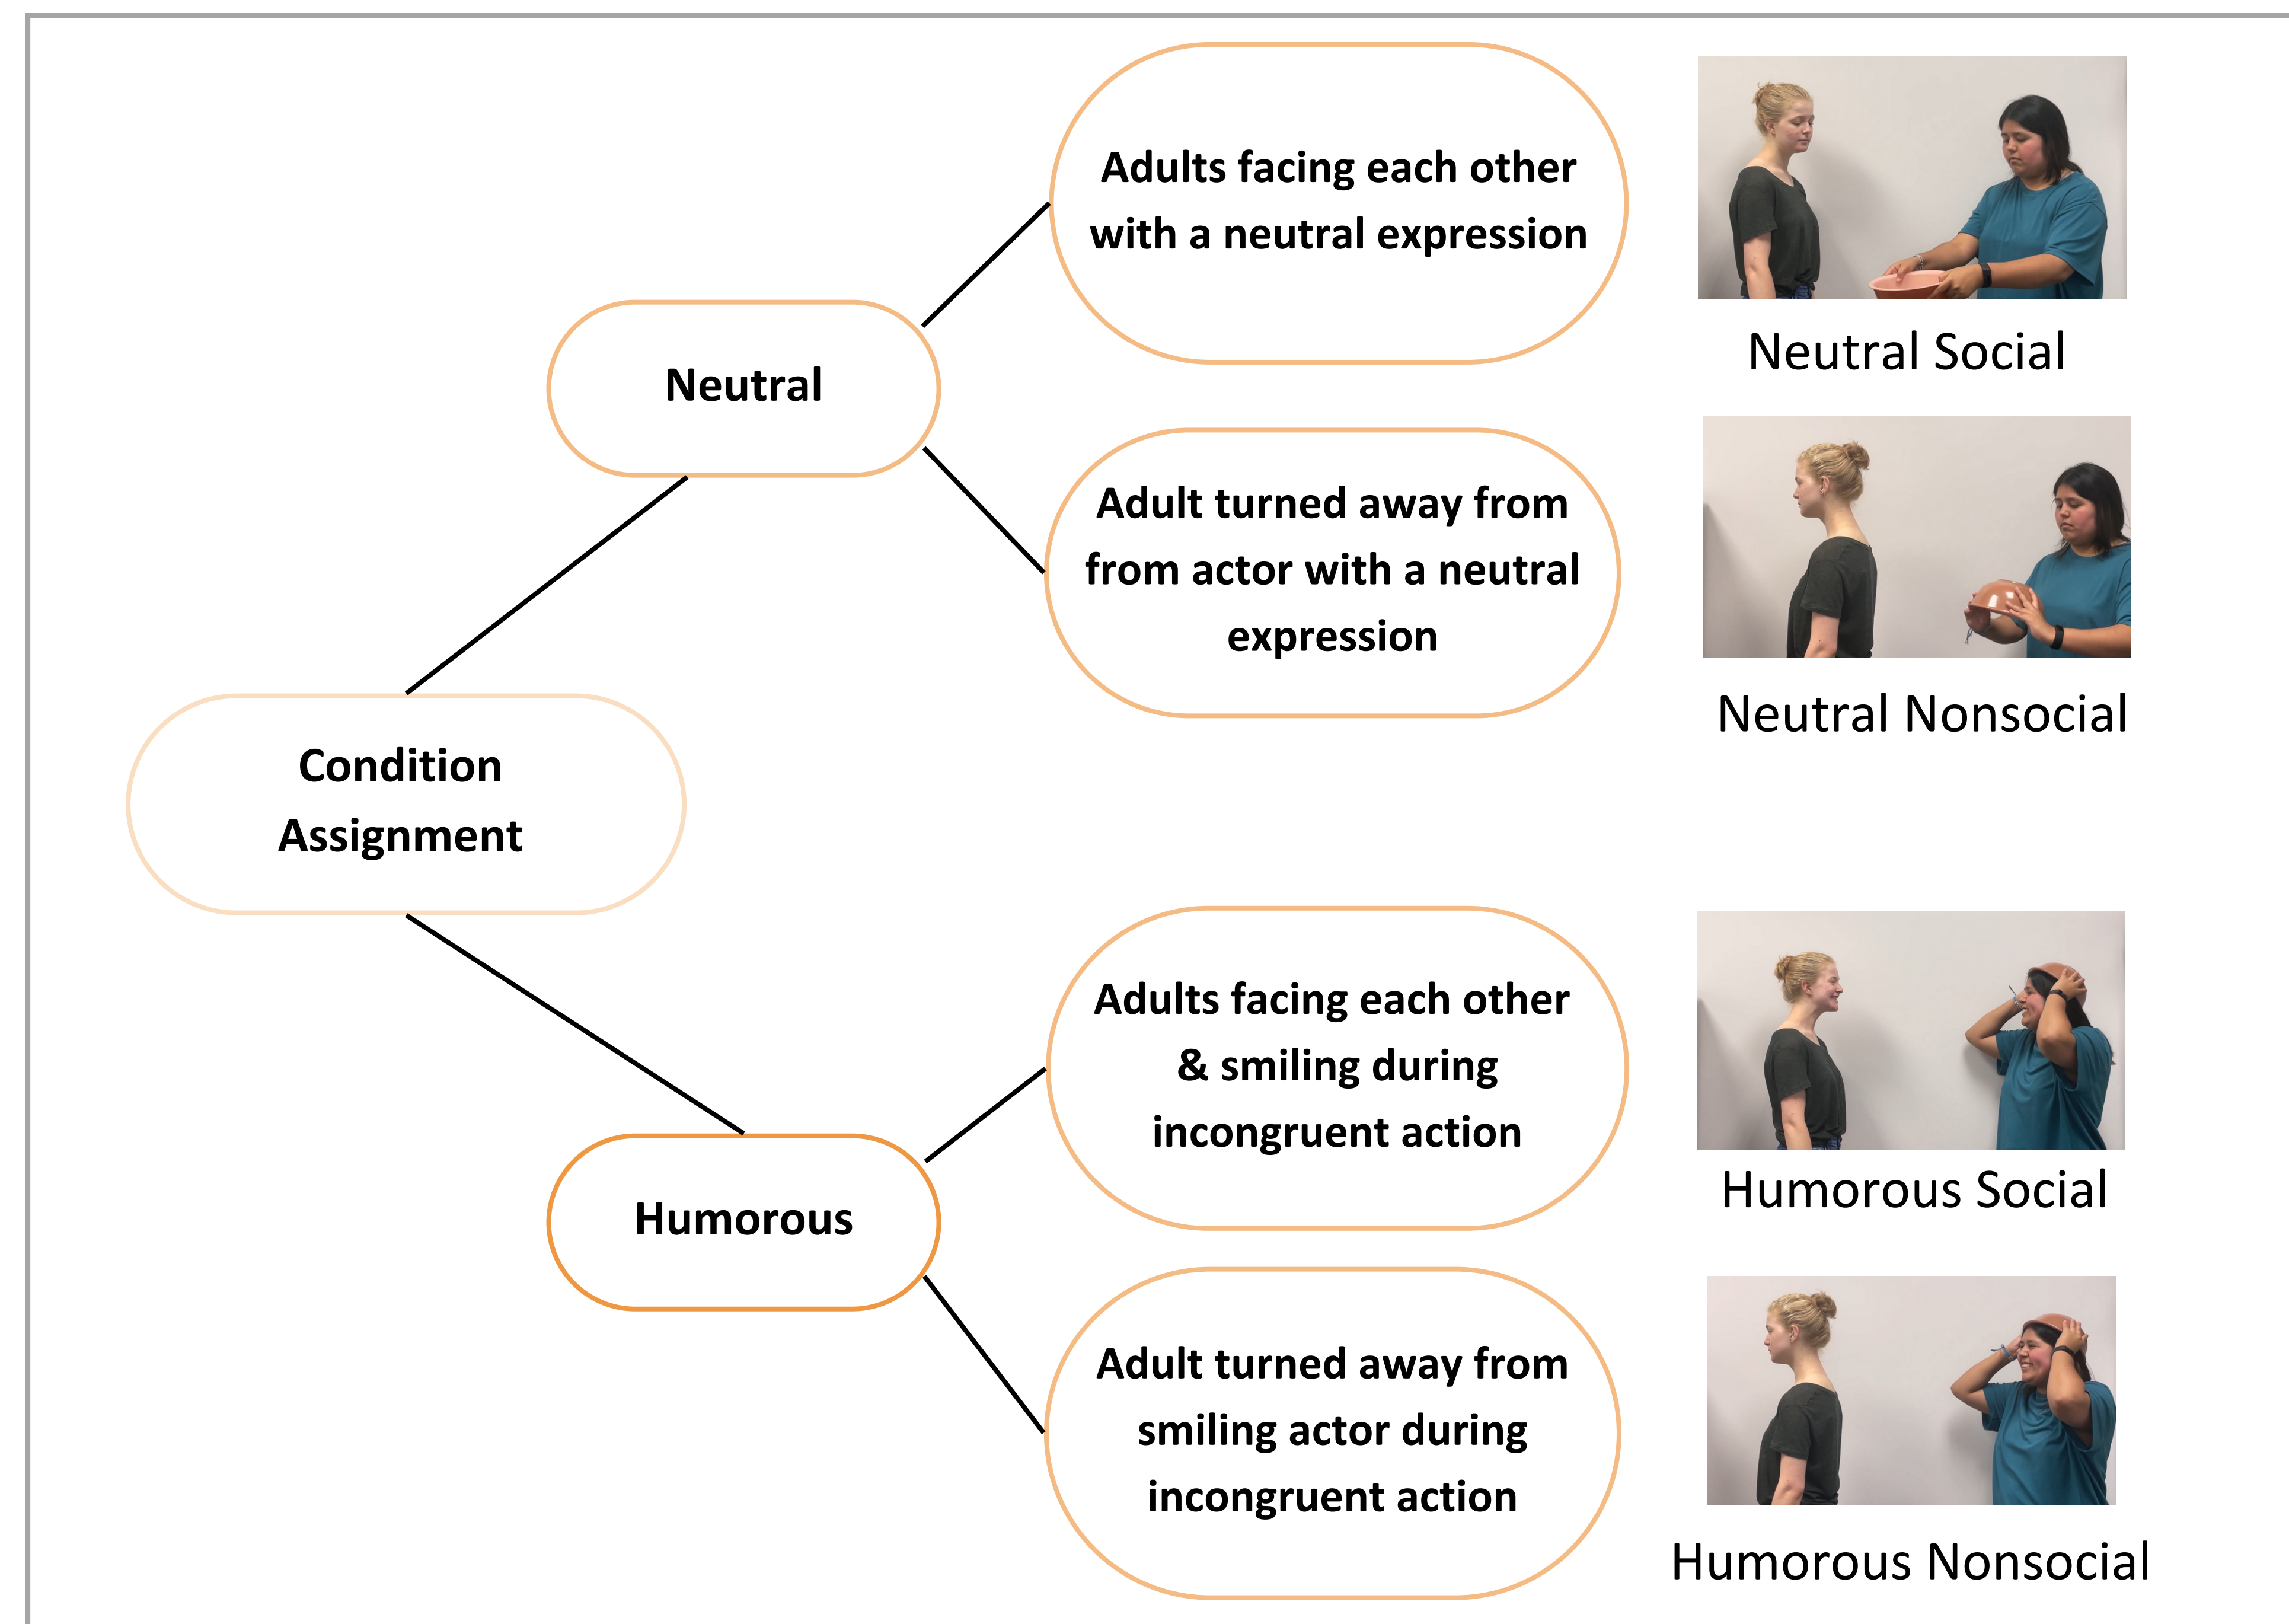 Adults facing each other
with a neutral expression
Neutral Social
Neutral
Adult turned away from
from actor with a neutral
expression
Neutral Nonsocial
Condition
Assignment
Adults facing each other
& smiling during
incongruent action
Humorous Social
Humorous
Adult turned away from
smiling actor during
incongruent action
Humorous Nonsocial